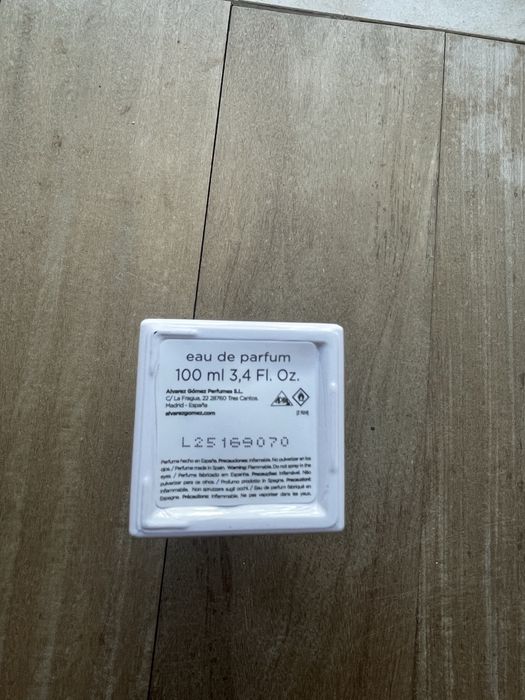 eau de parfum
100 ml 3,4 Fl. Oz.
Alvarez Gómez Perfumes S.L.
C/ La Fragua, 22 28760 Tres Cantos.
Madrid - España
alvarezgomez.com
L25169070
Perfume hecho en España. Precauciones: Inflamable. No pulverizar en los
ojos / Perfume made in Spain. Warning: Flammable. Do not spray in the
eyes. / Perfume fabricado em Espanha. Precauções: Inflamável. Não
pulverizar para os olhos. / Profumo prodotto in Spagna. Precauzioni:
Infiammabile. Non spruzzare sugli occhi. / Eau de parfum fabriqué en
Espagne. Précautions: Inflammable. Ne pas vaporiser dans les yeux.